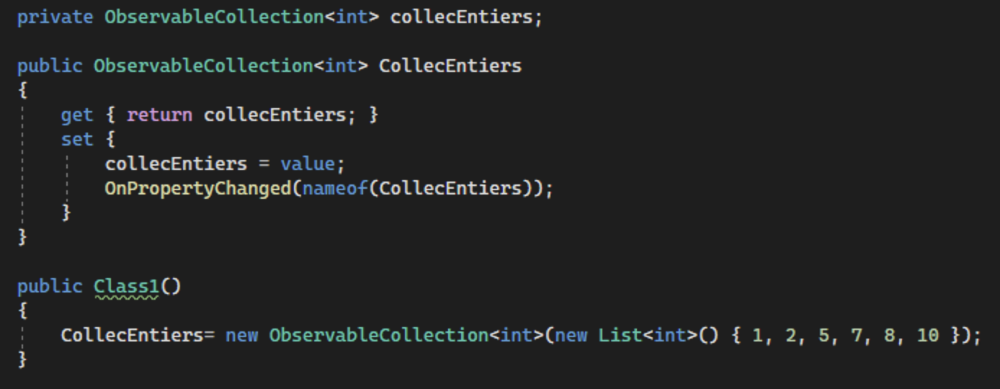 private ObservableCollection<int> collecEntiers;
public ObservableCollection<int> CollecEntiers
{
get { return collecEntiers; }
set {
collecEntiers = value;
OnPropertyChanged(nameof(CollecEntiers));
}
}
public Class1()
{
CollecEntiers= new ObservableCollection<int>(new List<int>() { 1, 2, 5, 7, 8, 10 });
}